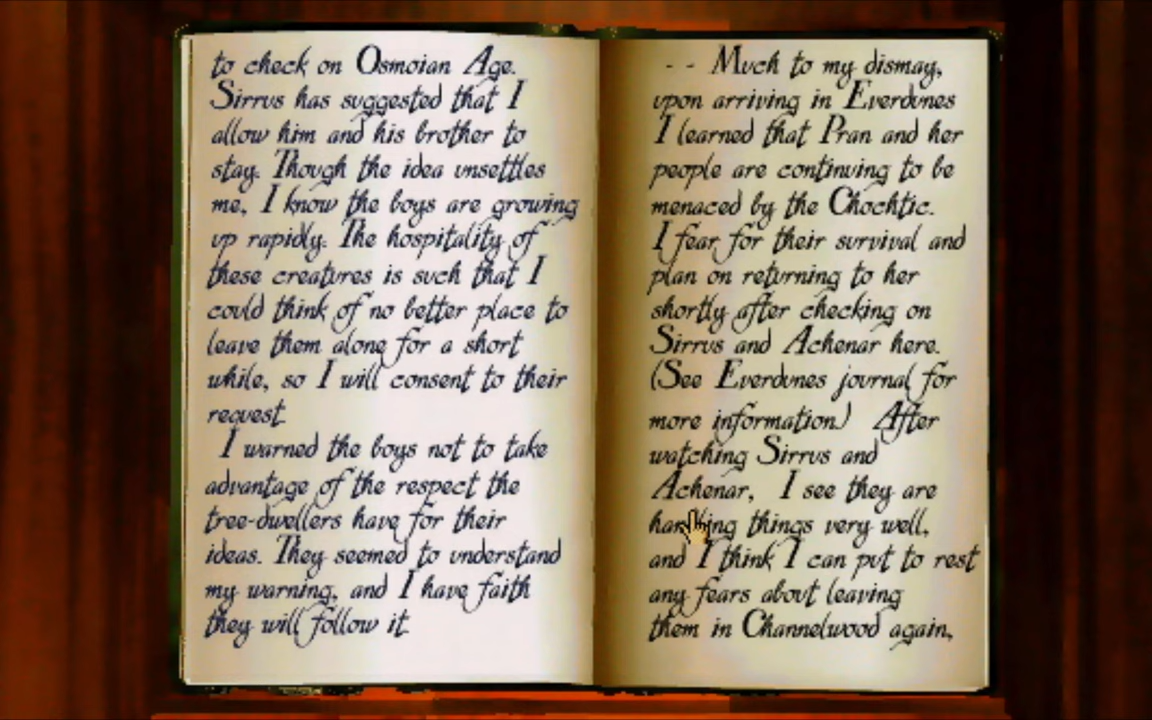 to check on Osmoian Age.
Sirrus has suggested that I
allow him and his brother to
stay. Though the idea unsettles
me, I know the boys are growing
up rapidly. The hospitality of
these creatures is such that I
could think of no better place to
leave them alone for a short
while, so I will consent to their
request.
I warned the boys not to take
advantage of the respect the
tree-dwellers have for their
ideas. They seemed to understand
my warning, and I have faith
they will follow it.
- - Much to my dismay,
upon arriving in Everdunes
I learned that Pran and her
people are continuing to be
menaced by the Chochtic.
I fear for their survival and
plan on returning to her
shortly after checking on
Sirrus and Achenar here.
(See Everdunes journal for
more information) After
watching Sirrus and
Achenar, I see they are
handling things very well,
and I think I can put to rest
any fears about leaving
them in Channelwood again,